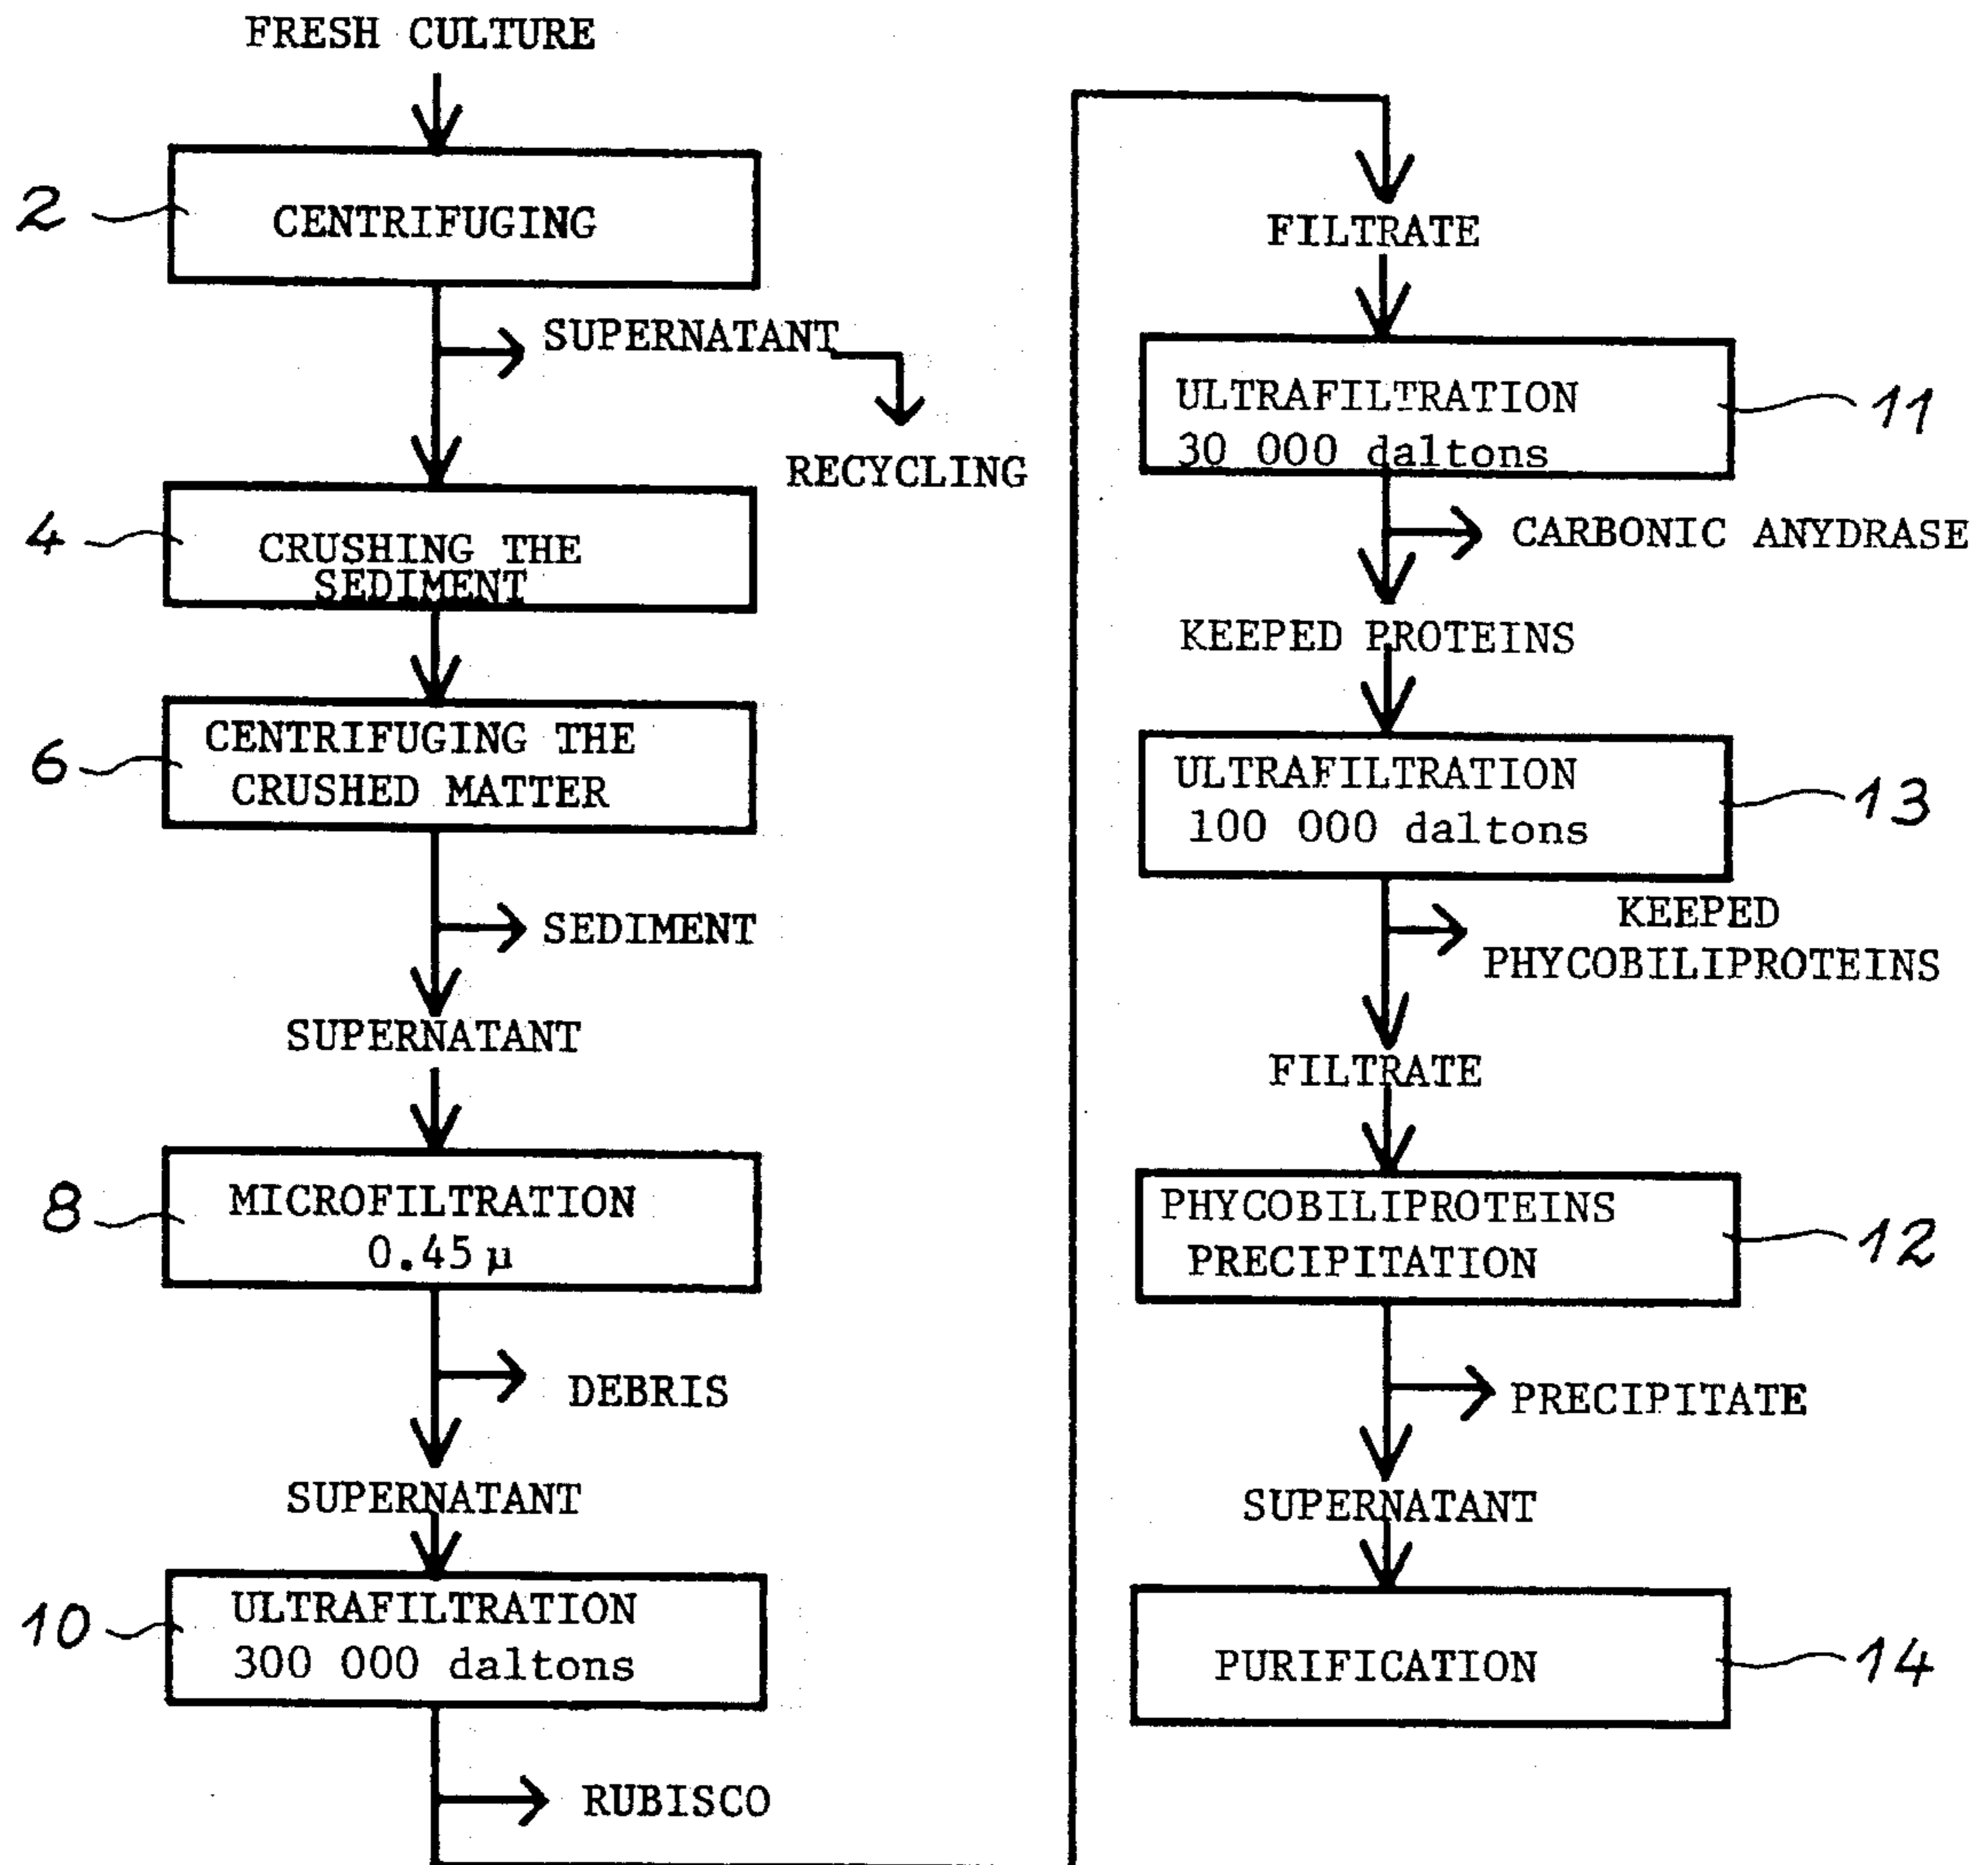 FRESH CULTURE
2
CENTRIFUGING
SUPERNATANT
RECYCLING
4
CRUSHING THE
SEDIMENT
6
CENTRIFUGING THE
CRUSHED MATTER
SEDIMENT
SUPERNATANT
8
MICROFILTRATION
0.45 µ
DEBRIS
SUPERNATANT
10
ULTRAFILTRATION
300 000 daltons
RUBISCO
FILTRATE
ULTRAFILTRATION
30 000 daltons
11
CARBONIC ANYDRASE
KEEPED PROTEINS
ULTRAFILTRATION
100 000 daltons
13
KEEPED
PHYCOBILIPROTEINS
FILTRATE
PHYCOBILIPROTEINS
PRECIPITATION
12
PRECIPITATE
SUPERNATANT
PURIFICATION
14